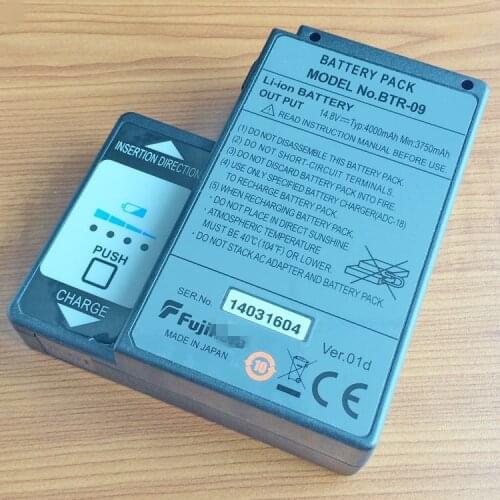 BATTERY PACK
MODEL No.BTR-09
Li-ion BATTERY
OUT PUT 14.8V⎓Typ:4000mAh Min:3750mAh
READ INSTRUCTION MANUAL BEFORE USE.
(1) DO NOT DISASSEMBLE THIS BATTERY PACK.
(2) DO NOT SHORT-CIRCUIT TERMINALS.
(3) DO NOT DISCARD BATTERY PACK INTO FIRE
(4) USE ONLY SPECIFIED BATTERY CHARGER(ADC-18)
TO RECHARGE BATTERY PACK.
(5) WHEN RECHARGING BATTERY PACK.
・DO NOT PLACE IN DIRECT SUNSHINE.
・ATMOSPHERIC TEMPERATURE
MUST BE 40℃ (104℉) OR LOWER.
・DO NOT STACK AC ADAPTER AND BATTERY PACK.
SER.No. 14031604
Fuji
MADE IN JAPAN
10
Ver.01d
Li-ion
CE
INSERTION DIRECTION
PUSH
CHARGE